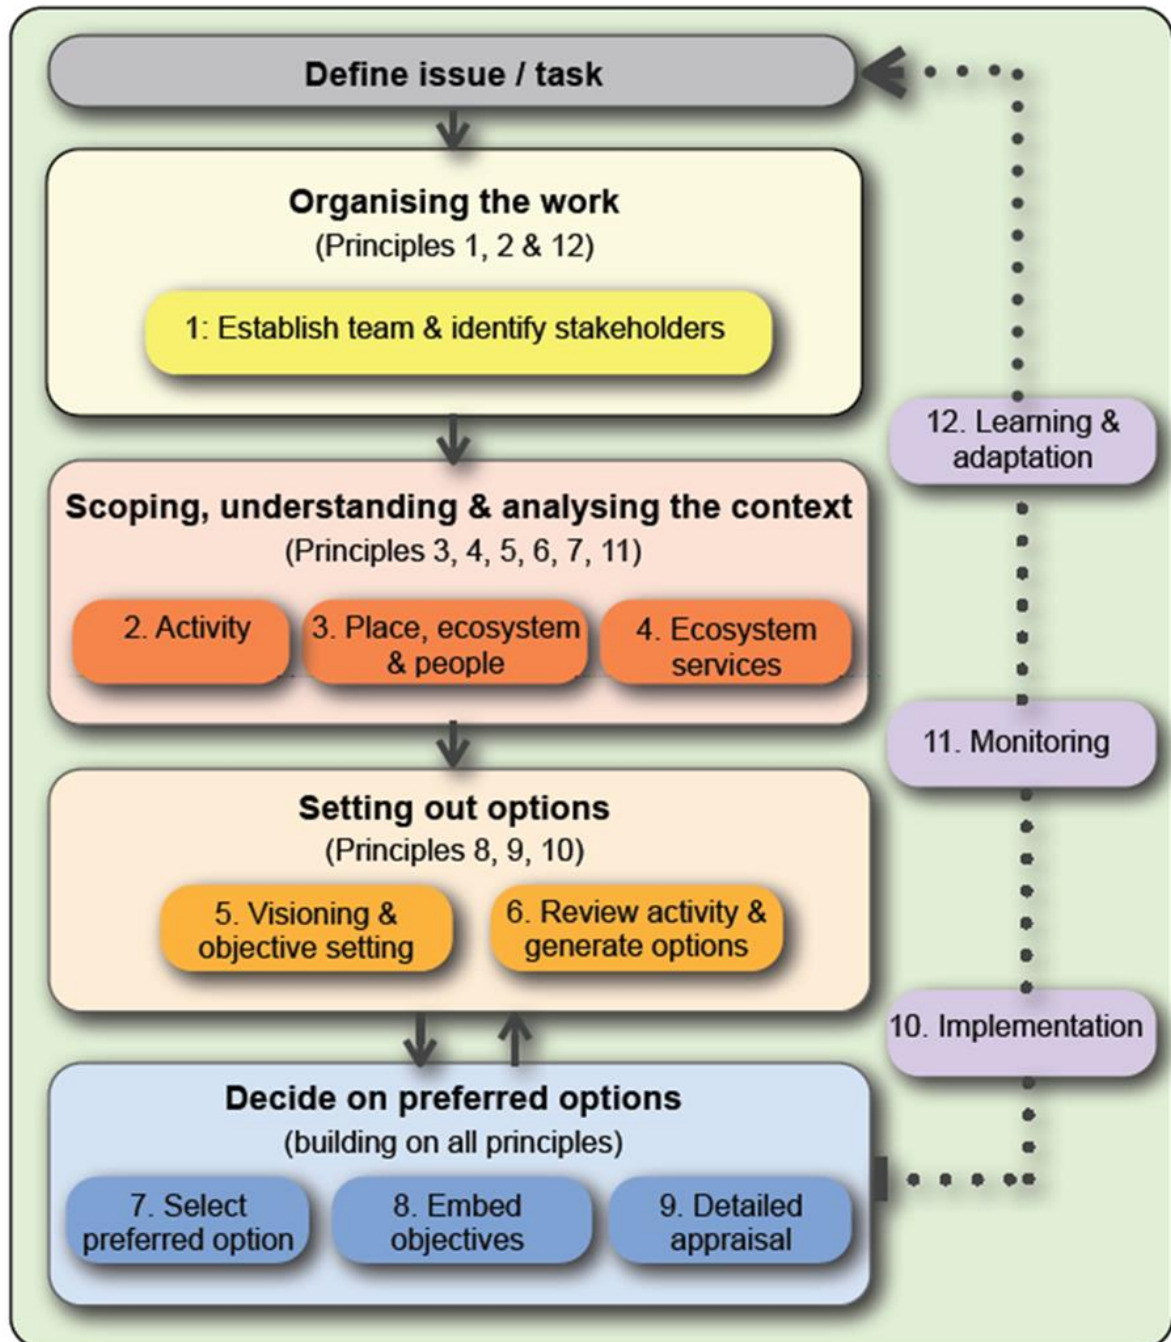 Define issue / task
Organising the work
(Principles 1, 2 & 12)
1: Establish team & identify stakeholders
Scoping, understanding & analysing the context
(Principles 3, 4, 5, 6, 7, 11)
2. Activity
3. Place, ecosystem
& people
4. Ecosystem
services
Setting out options
(Principles 8, 9, 10)
5. Visioning &
objective setting
6. Review activity &
generate options
Decide on preferred options
(building on all principles)
7. Select
preferred option
8. Embed
objectives
9. Detailed
appraisal
10. Implementation
11. Monitoring
12. Learning &
adaptation